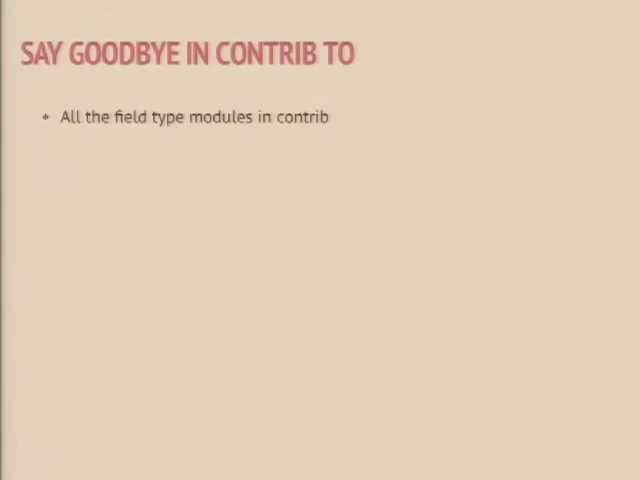 SAY GOODBYE IN CONTRIB TO
All the field type modules in contrib